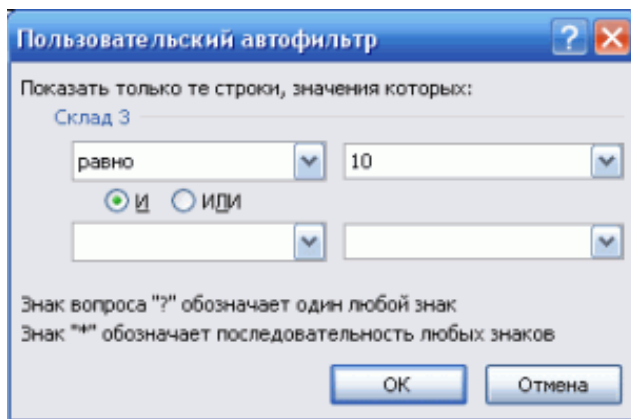 Пользовательский автофильтр
Показать только те строки, значения которых:
Склад 3
равно 10
И ИЛИ
Знак вопроса "?" обозначает один любой знак
Знак "*" обозначает последовательность любых знаков
ОК Отмена